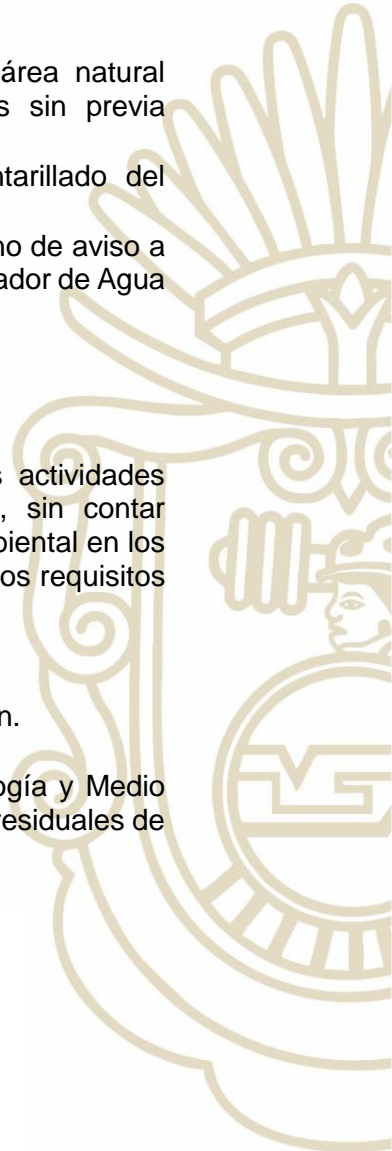 área natural
s sin previa
ntarillado del
no de aviso a
ador de Agua
s actividades
, sin contar
biental en los
os requisitos
n.
ogía y Medio
residuales de